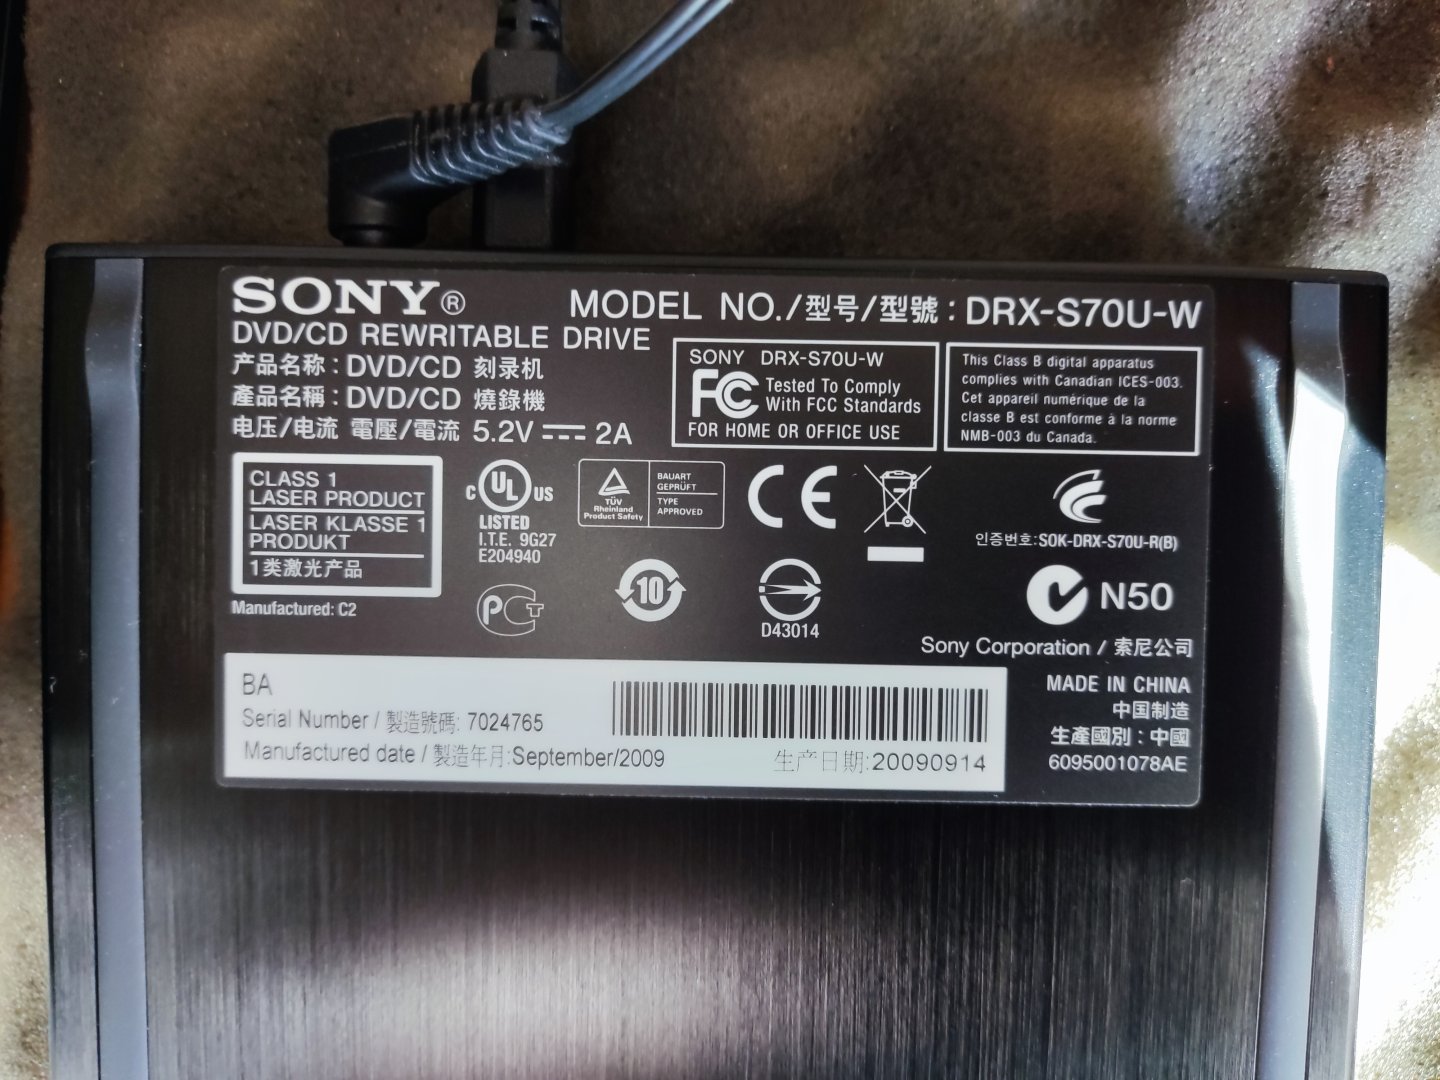 SONY®
MODEL NO./型号/型號 : DRX-S70U-W
DVD/CD REWRITABLE DRIVE
产品名称 : DVD/CD 刻录机
產品名稱 : DVD/CD 燒錄機
电压/电流 電壓/電流 5.2V 2A
SONY DRX-S70U-W
FC Tested To Comply
With FCC Standards
FOR HOME OR OFFICE USE
This Class B digital apparatus
complies with Canadian ICES-003.
Cet appareil numérique de la
classe B est conforme à la norme
NMB-003 du Canada.
CLASS 1
LASER PRODUCT
LASER KLASSE 1
PRODUKT
1类激光产品
Manufactured: C2
C UL US
LISTED
I.T.E. 9G27
E204940
TÜV
Rheinland
Product Safety
BAUART
GEPRÜFT
TYPE
APPROVED
CE
인증번호:SOK-DRX-S70U-R(B)
PCT
10
D43014
N50
Sony Corporation / 索尼公司
BA
Serial Number / 製造號碼: 7024765
Manufactured date / 製造年月:September/2009
生产日期:20090914
MADE IN CHINA
中国制造
生產國別 : 中國
6095001078AE